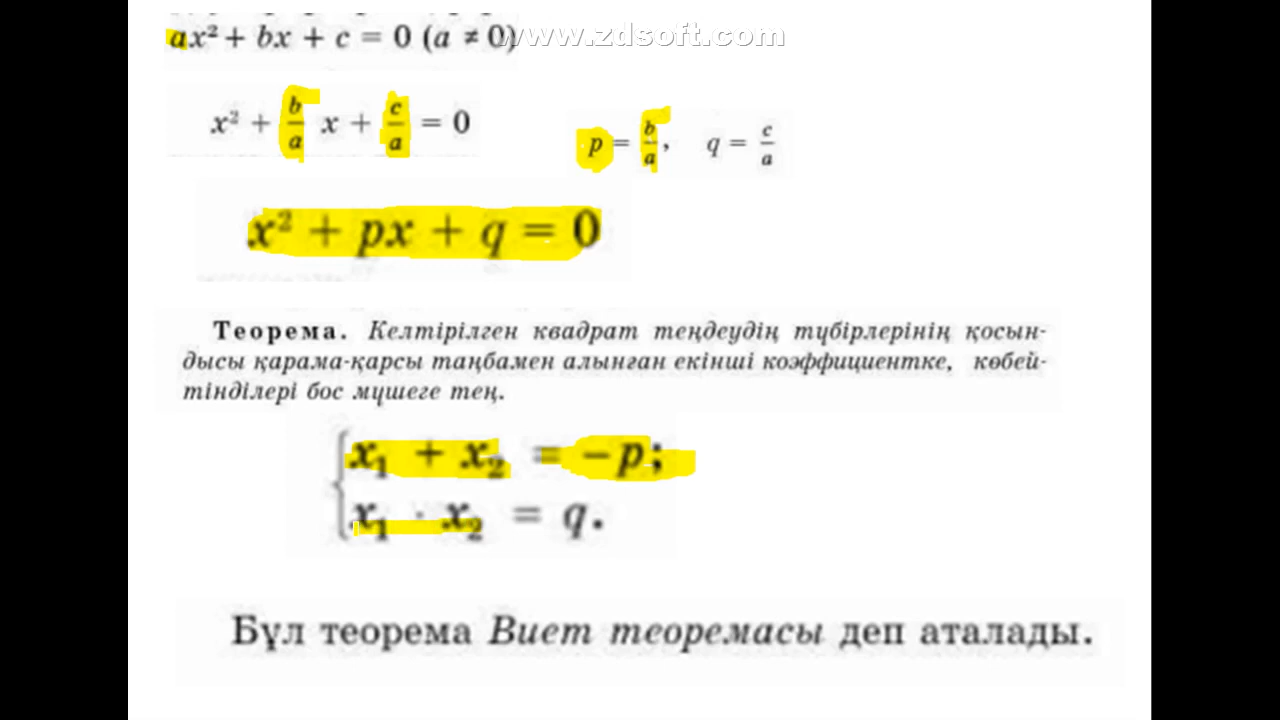 ax² + bx + c = 0 (a ≠ 0)
www.zdsoft.com
x² + b/a x + c/a = 0
p = b/a, q = c/a
x² + px + q = 0
Теорема. Келтірілген квадрат теңдеудің түбірлерінің қосын-
дысы қарама-қарсы таңбамен алынған екінші коэффициентке, көбей-
тінділері бос мүшеге тең.
x₁ + x₂ = −p;
x₁ · x₂ = q.
Бұл теорема Виет теоремасы деп аталады.